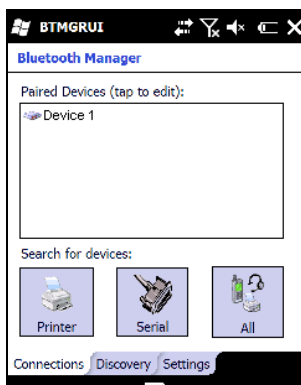 BTMGRUI
Bluetooth Manager
Paired Devices (tap to edit):
Device 1
Search for devices:
Printer Serial All
Connections Discovery Settings